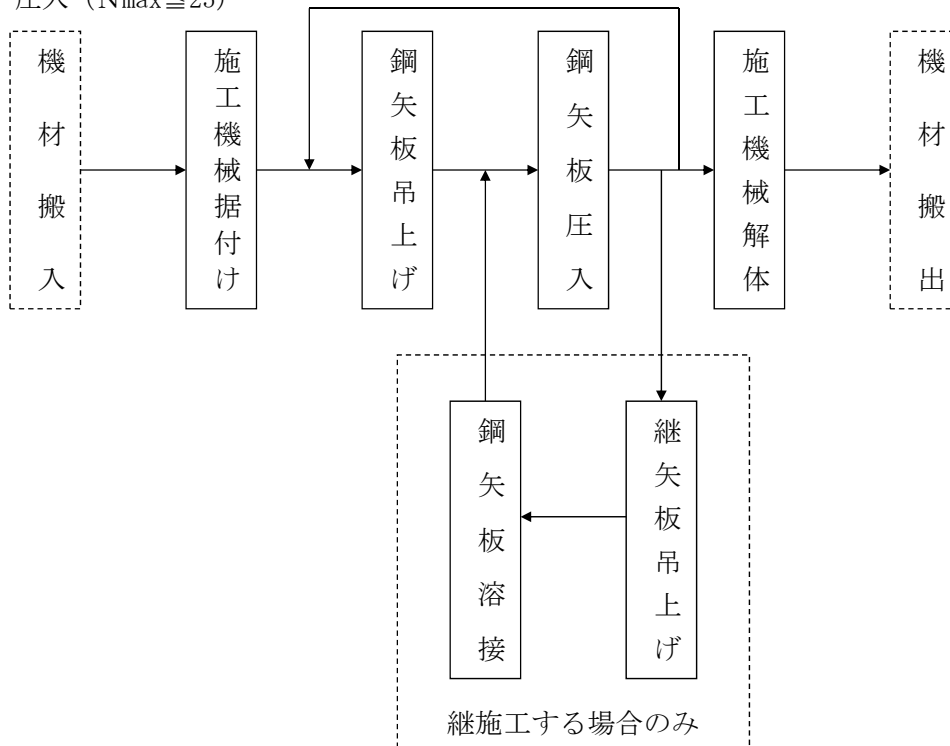 圧入（Nmax≦25）
機材搬入
施工機械据付け
鋼矢板吊上げ
鋼矢板圧入
施工機械解体
機材搬出
鋼矢板溶接
継矢板吊上げ
継施工する場合のみ